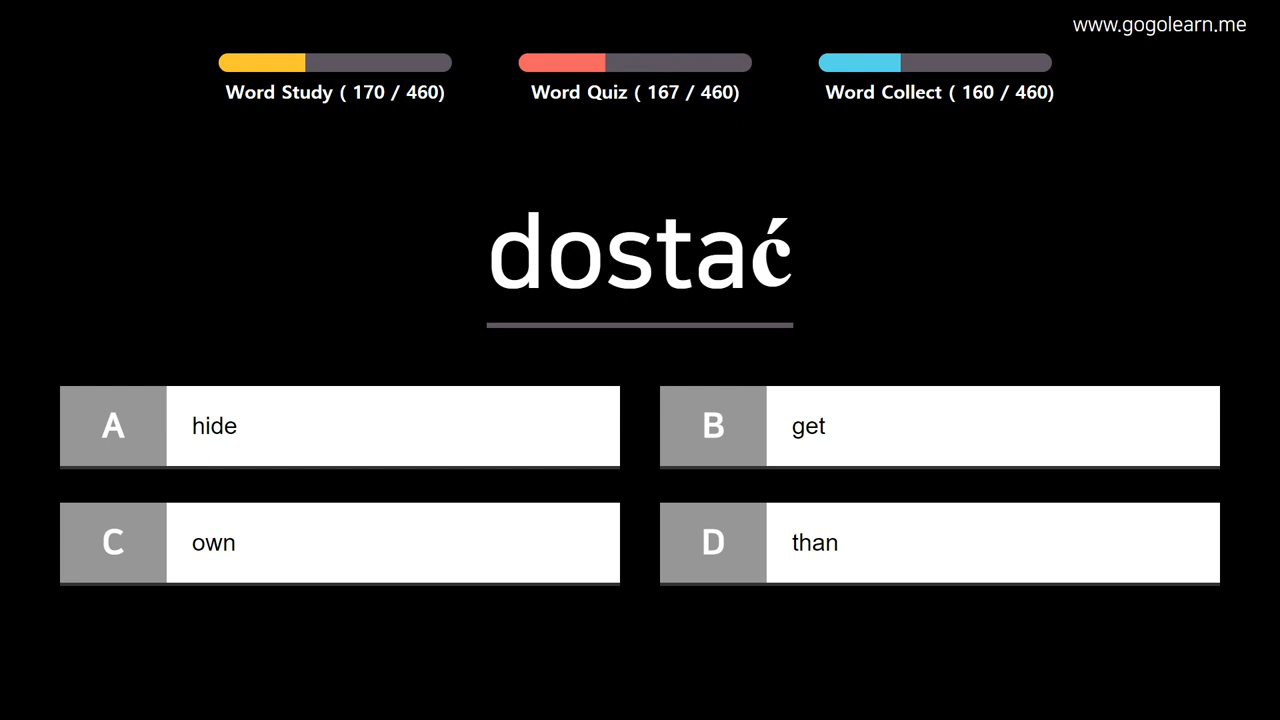 www.gogolearn.me
Word Study ( 170 / 460)
Word Quiz ( 167 / 460)
Word Collect ( 160 / 460)
dostać
A hide
B get
C own
D than